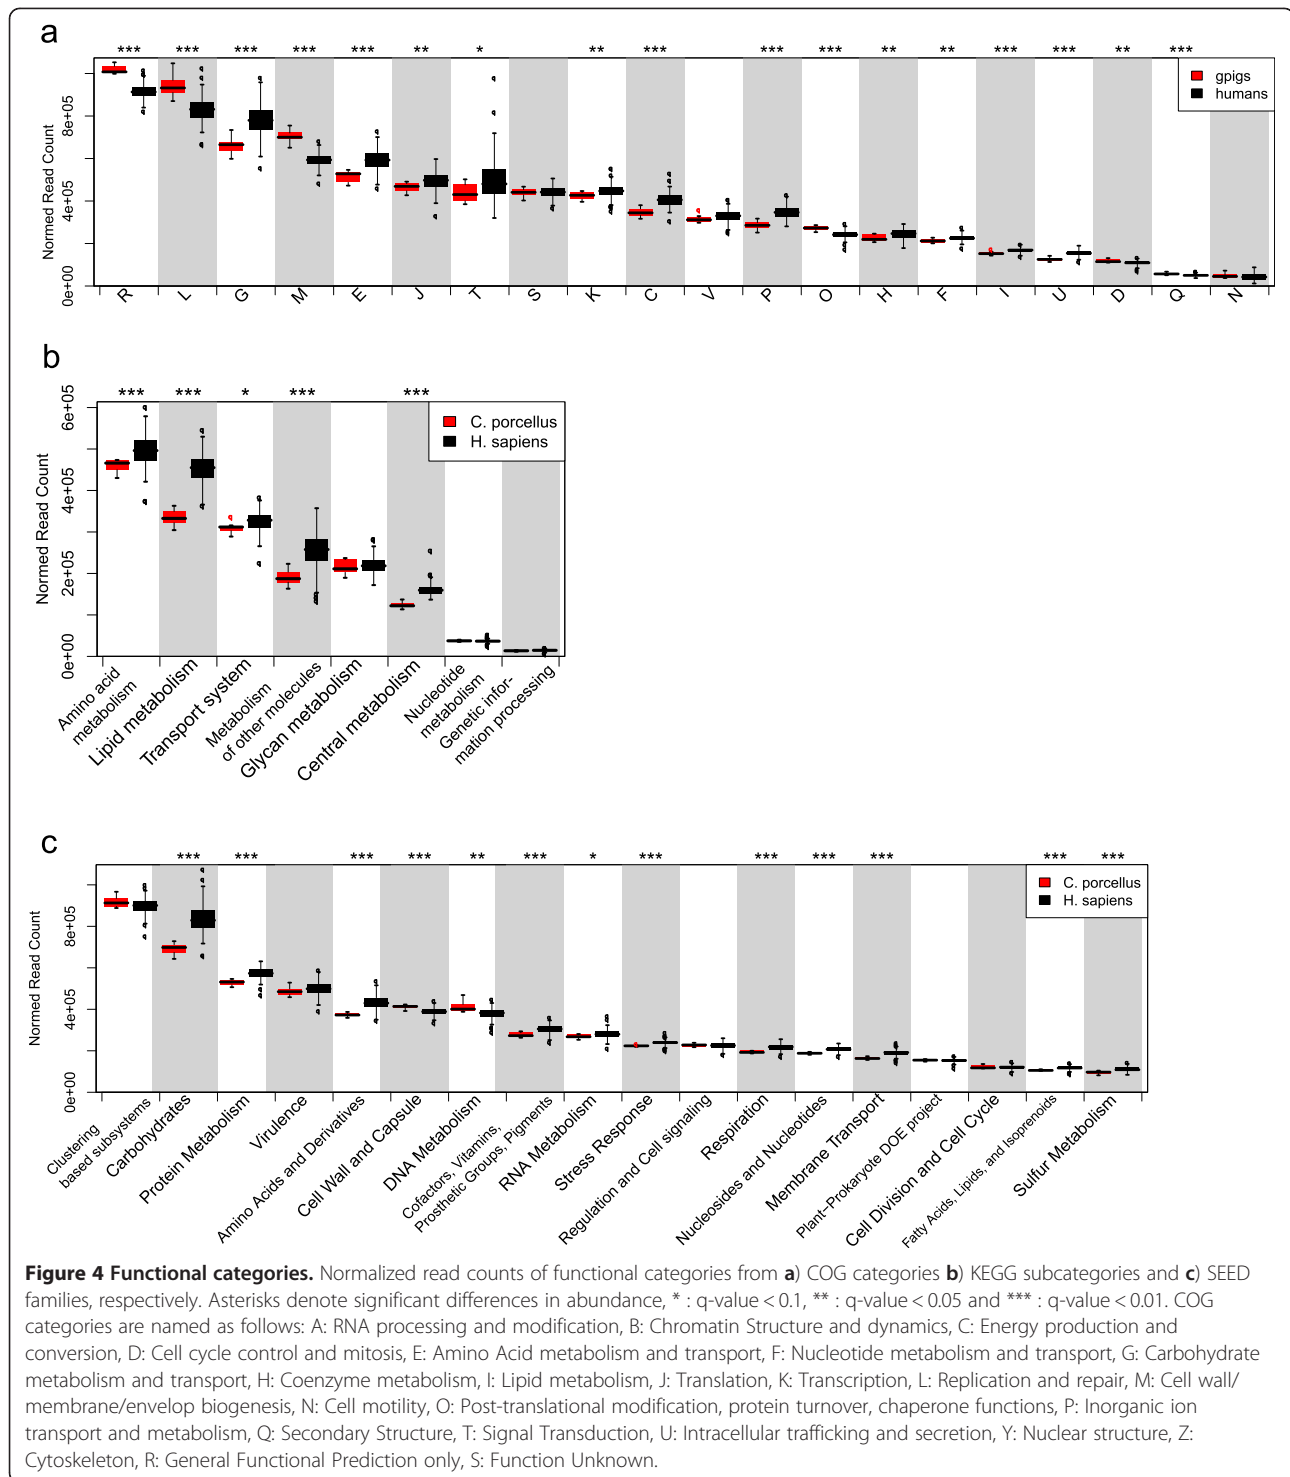 a
*** *** *** *** *** ** * ** *** *** *** ** ** *** *** ** ***
Normed Read Count
0e+00 4e+05 8e+05
gpigs
humans
R L G M E J T S K C V P O H F I U D Q N
b
*** *** * *** ***
Normed Read Count
0e+00 2e+05 4e+05 6e+05
C. porcellus
H. sapiens
Amino acid
metabolism
Lipid metabolism
Transport system
Metabolism
of other molecules
Glycan metabolism
Central metabolism
Nucleotide
metabolism
Genetic infor-
mation processing
c
*** *** *** *** ** *** * *** *** *** *** *** ***
Normed Read Count
0e+00 4e+05 8e+05
C. porcellus
H. sapiens
Clustering
based subsystems
Carbohydrates
Protein Metabolism
Virulence
Amino Acids and Derivatives
Cell Wall and Capsule
DNA Metabolism
Cofactors, Vitamins,
Prosthetic Groups, Pigments
RNA Metabolism
Stress Response
Regulation and Cell signaling
Respiration
Nucleosides and Nucleotides
Membrane Transport
Plant−Prokaryote DOE project
Cell Division and Cell Cycle
Fatty Acids, Lipids, and Isoprenoids
Sulfur Metabolism
Figure 4 Functional categories. Normalized read counts of functional categories from a) COG categories b) KEGG subcategories and c) SEED
families, respectively. Asterisks denote significant differences in abundance, * : q-value < 0.1, ** : q-value < 0.05 and *** : q-value < 0.01. COG
categories are named as follows: A: RNA processing and modification, B: Chromatin Structure and dynamics, C: Energy production and
conversion, D: Cell cycle control and mitosis, E: Amino Acid metabolism and transport, F: Nucleotide metabolism and transport, G: Carbohydrate
metabolism and transport, H: Coenzyme metabolism, I: Lipid metabolism, J: Translation, K: Transcription, L: Replication and repair, M: Cell wall/
membrane/envelop biogenesis, N: Cell motility, O: Post-translational modification, protein turnover, chaperone functions, P: Inorganic ion
transport and metabolism, Q: Secondary Structure, T: Signal Transduction, U: Intracellular trafficking and secretion, Y: Nuclear structure, Z:
Cytoskeleton, R: General Functional Prediction only, S: Function Unknown.